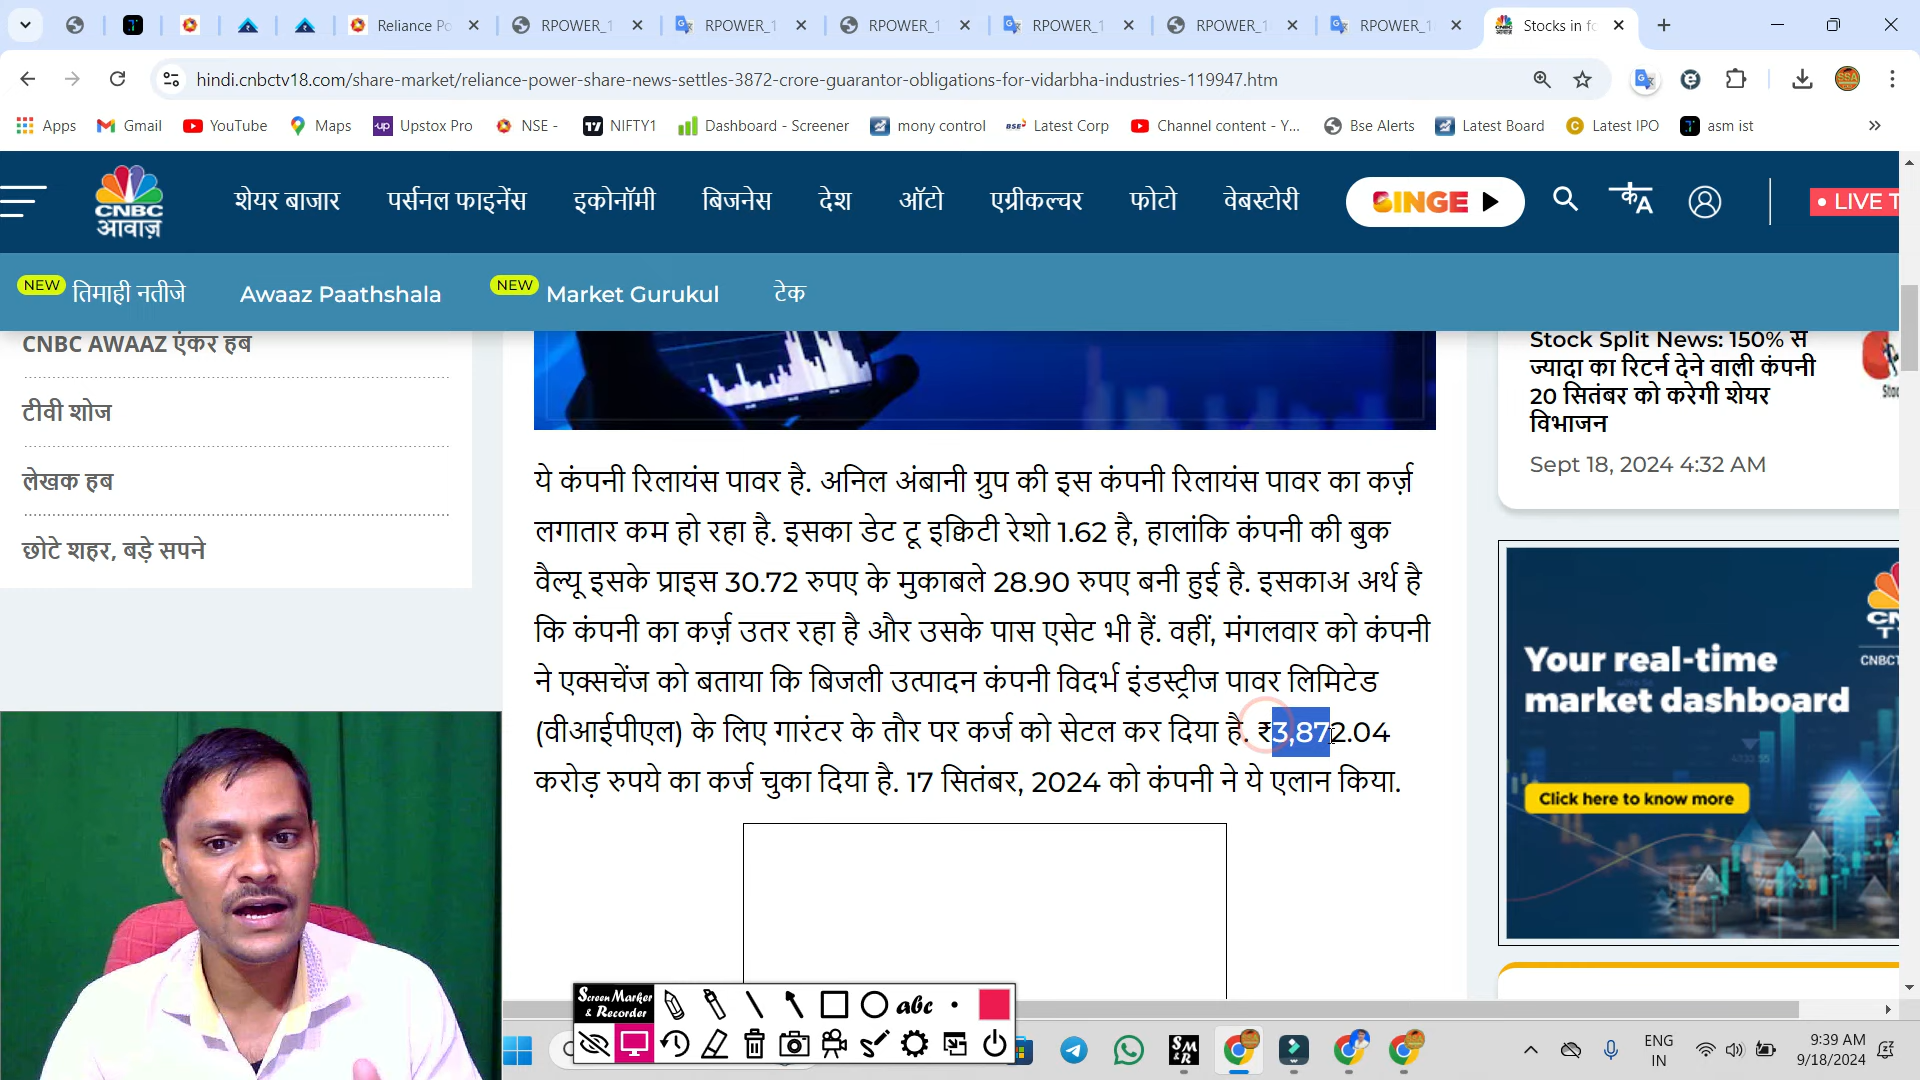 Reliance Po
RPOWER_1
RPOWER_1
RPOWER_1
RPOWER_1
RPOWER_1
RPOWER_1
Stocks in fo
hindi.cnbctv18.com/share-market/reliance-power-share-news-settles-3872-crore-guarantor-obligations-for-vidarbha-industries-119947.htm
Apps
Gmail
YouTube
Maps
Upstox Pro
NSE -
NIFTY1
Dashboard - Screener
mony control
Latest Corp
Channel content - Y...
Bse Alerts
Latest Board
Latest IPO
asm ist
CNBC
आवाज़
शेयर बाजार
पर्सनल फाइनेंस
इकोनॉमी
बिजनेस
देश
ऑटो
एग्रीकल्चर
फोटो
वेबस्टोरी
BINGE
LIVE T
NEW तिमाही नतीजे
Awaaz Paathshala
NEW Market Gurukul
टेक
CNBC AWAAZ एंकर हब
टीवी शोज
लेखक हब
छोटे शहर, बड़े सपने
ये कंपनी रिलायंस पावर है. अनिल अंबानी ग्रुप की इस कंपनी रिलायंस पावर का कर्ज़
लगातार कम हो रहा है. इसका डेट टू इक्विटी रेशो 1.62 है, हालांकि कंपनी की बुक
वैल्यू इसके प्राइस 30.72 रुपए के मुकाबले 28.90 रुपए बनी हुई है. इसकाअ अर्थ है
कि कंपनी का कर्ज़ उतर रहा है और उसके पास एसेट भी हैं. वहीं, मंगलवार को कंपनी
ने एक्सचेंज को बताया कि बिजली उत्पादन कंपनी विदर्भ इंडस्ट्रीज पावर लिमिटेड
(वीआईपीएल) के लिए गारंटर के तौर पर कर्ज को सेटल कर दिया है. ₹3,872.04
करोड़ रुपये का कर्ज चुका दिया है. 17 सितंबर, 2024 को कंपनी ने ये एलान किया.
Stock Split News: 150% से
ज्यादा का रिटर्न देने वाली कंपनी
20 सितंबर को करेगी शेयर
विभाजन
Sept 18, 2024 4:32 AM
Your real-time
market dashboard
Click here to know more
Screen Marker
& Recorder
abc
ENG
IN
9:39 AM
9/18/2024